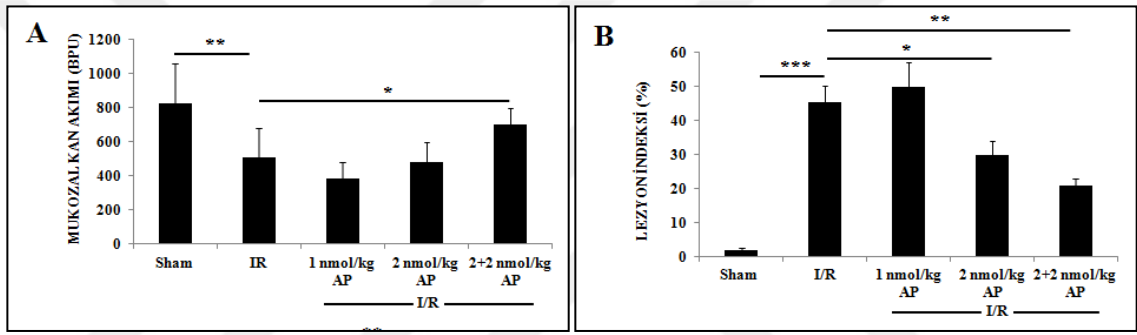 A
MUKOZAL KAN AKIMI (BPU)
1200
1000
800
600
400
200
0
**
*
Sham IR 1 nmol/kg 2 nmol/kg 2+2 nmol/kg
AP AP AP
I/R
**
B
LEZYON İNDEKSİ (%)
60
50
40
30
20
10
0
**
*
***
Sham I/R 1 nmol/kg 2 nmol/kg 2+2 nmol/kg
AP AP AP
I/R